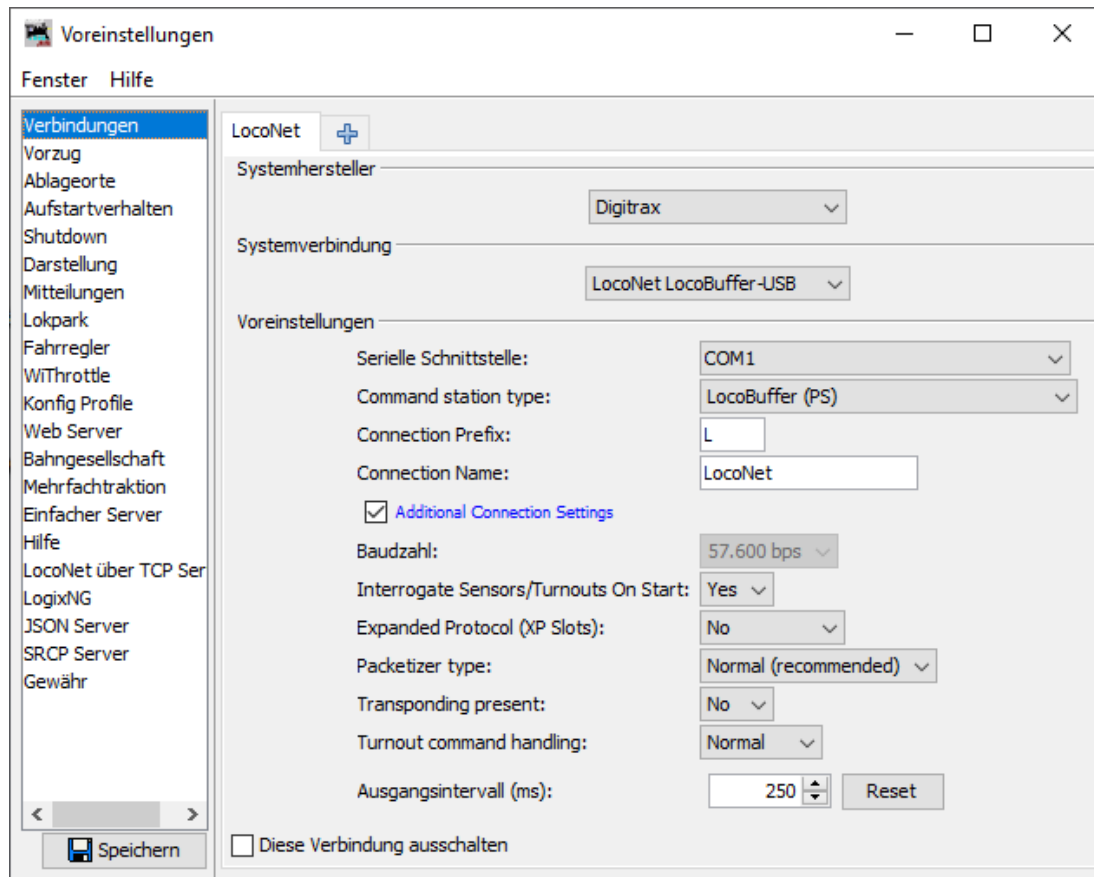 Voreinstellungen
Fenster Hilfe
Verbindungen
Vorzug
Ablageorte
Aufstartverhalten
Shutdown
Darstellung
Mitteilungen
Lokpark
Fahrregler
WiThrottle
Konfig Profile
Web Server
Bahngesellschaft
Mehrfachtraktion
Einfacher Server
Hilfe
LocoNet über TCP Ser
LogixNG
JSON Server
SRCP Server
Gewähr
Speichern
LocoNet
Systemhersteller
Digitrax
Systemverbindung
LocoNet LocoBuffer-USB
Voreinstellungen
Serielle Schnittstelle: COM1
Command station type: LocoBuffer (PS)
Connection Prefix: L
Connection Name: LocoNet
Additional Connection Settings
Baudzahl: 57.600 bps
Interrogate Sensors/Turnouts On Start: Yes
Expanded Protocol (XP Slots): No
Packetizer type: Normal (recommended)
Transponding present: No
Turnout command handling: Normal
Ausgangsintervall (ms): 250 Reset
Diese Verbindung ausschalten